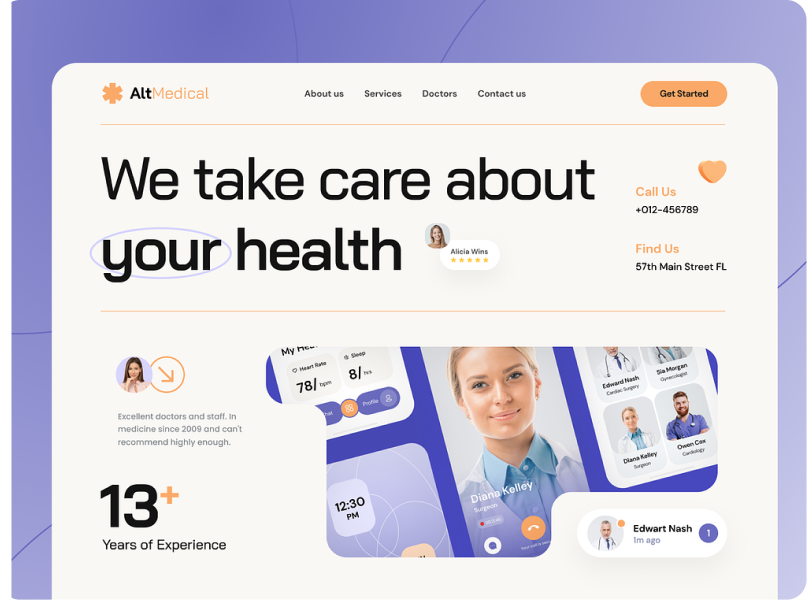 AltMedical
About us
Services
Doctors
Contact us
Get Started
We take care about
your health
Alicia Wins
Call Us
+012-456789
Find Us
57th Main Street FL
Excellent doctors and staff. In
medicine since 2009 and can't
recommend highly enough.
13+
Years of Experience
Heart Rate
78/ bpm
Sleep
8/ hrs
Profile
12:30
PM
Diana Kelley
Surgeon
Edward Nash
Cardiac Surgery
Sia Morgan
Gynecologist
Diana Kelley
Surgeon
Owen Cox
Cardiology
Edwart Nash
1m ago
1